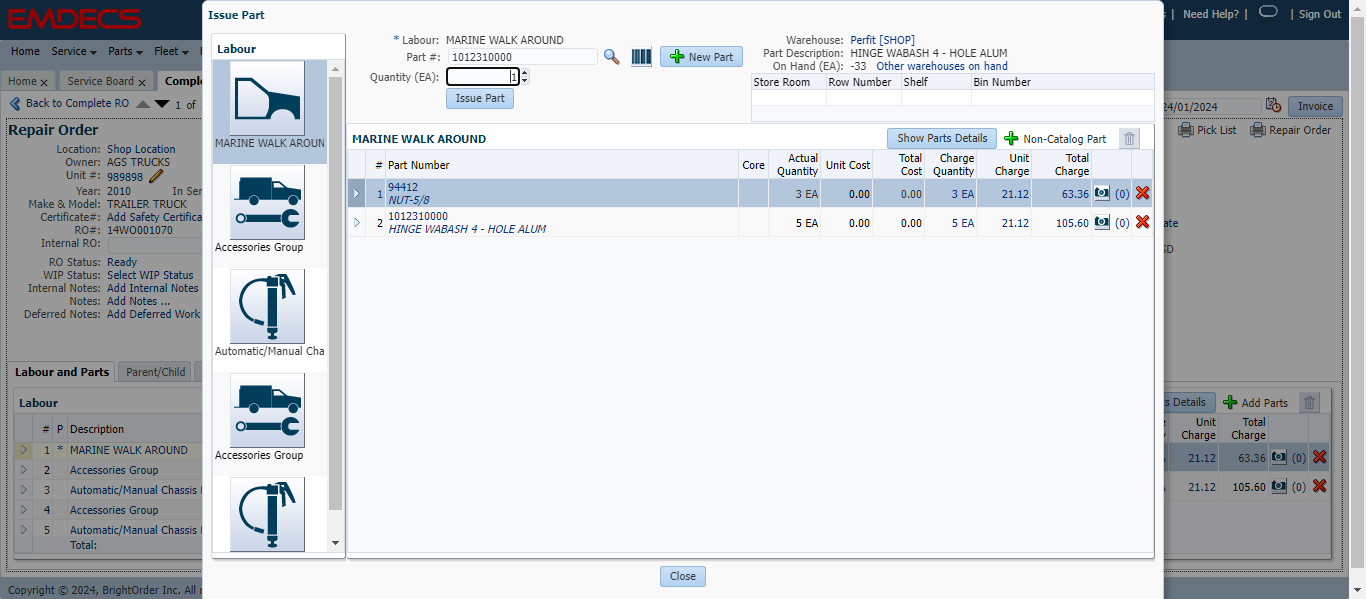 EMDECS
Need Help? | | Sign Out
Home Service Parts Fleet
Home x Service Board x Comple
Back to Complete RO 1 of
24/01/2024 Invoice
Pick List Repair Order
Repair Order
Location: Shop Location
Owner: AGS TRUCKS
Unit #: 989898
Year: 2010 In Ser
Make & Model: TRAILER TRUCK
Certificate#: Add Safety Certifica
RO#: 14WO001070
Internal RO:
RO Status: Ready
WIP Status: Select WIP Status
Internal Notes: Add Internal Notes
Notes: Add Notes ...
Deferred Notes: Add Deferred Work
Labour and Parts Parent/Child
Labour
# P Description
1 * MARINE WALK AROUND
2 Accessories Group
3 Automatic/Manual Chassis
4 Accessories Group
5 Automatic/Manual Chassis
Total:
Copyright © 2024, BrightOrder Inc. All r
Issue Part
Labour
MARINE WALK AROUN
Accessories Group
Automatic/Manual Cha
Accessories Group
* Labour: MARINE WALK AROUND
Part #: 1012310000 New Part
Quantity (EA): 1
Issue Part
Warehouse: Perfit [SHOP]
Part Description: HINGE WABASH 4 - HOLE ALUM
On Hand (EA): -33 Other warehouses on hand
Store Room Row Number Shelf Bin Number
MARINE WALK AROUND Show Parts Details Non-Catalog Part
# Part Number Core Actual Quantity Unit Cost Total Cost Charge Quantity Unit Charge Total Charge
1 94412 3 EA 0.00 0.00 3 EA 21.12 63.36 (0)
NUT-5/8
2 1012310000 5 EA 0.00 0.00 5 EA 21.12 105.60 (0)
HINGE WABASH 4 - HOLE ALUM
Close
ate
SD
s Details Add Parts
Unit Charge Total Charge
21.12 63.36 (0)
21.12 105.60 (0)